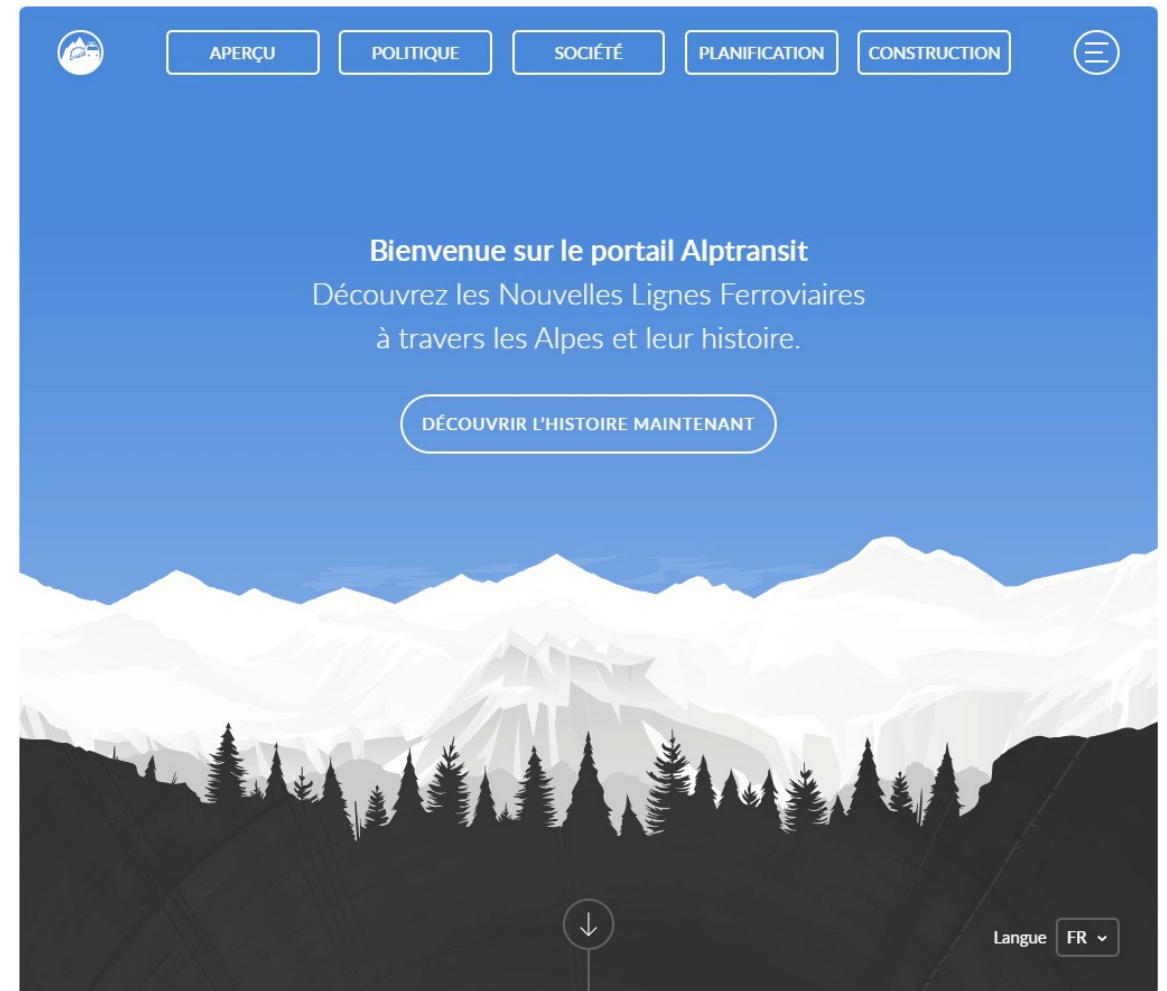 APERÇU
POLITIQUE
SOCIÉTÉ
PLANIFICATION
CONSTRUCTION
Bienvenue sur le portail Alptransit
Découvrez les Nouvelles Lignes Ferroviaires
à travers les Alpes et leur histoire.
DÉCOUVRIR L'HISTOIRE MAINTENANT
Langue FR